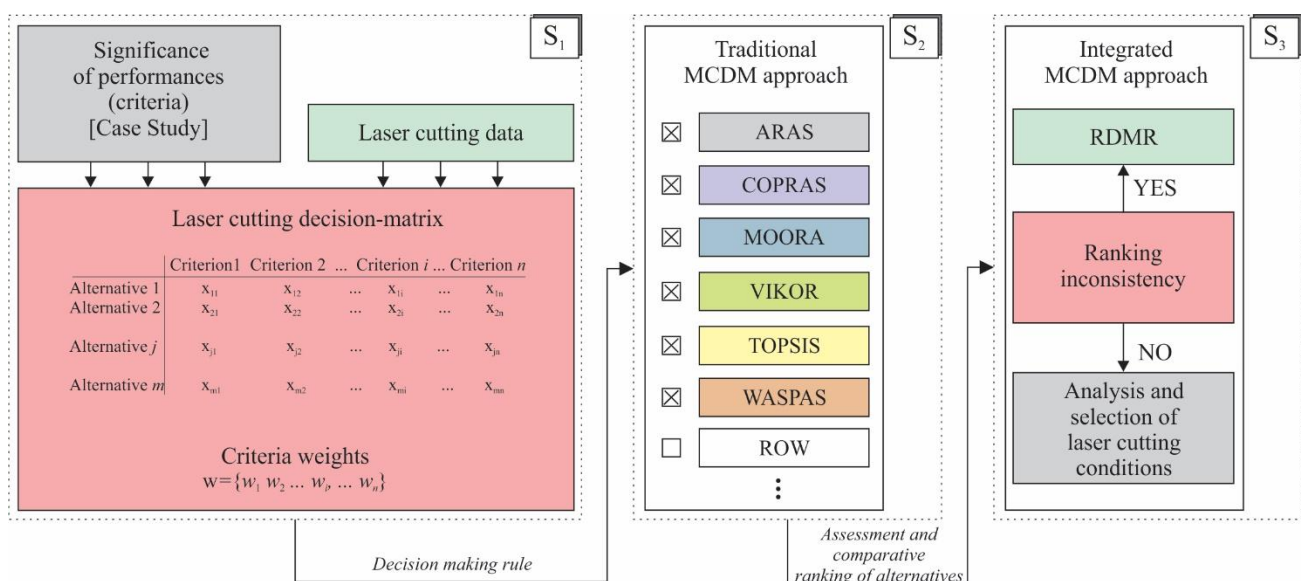 S1
Significance
of performances
(criteria)
[Case Study]
Laser cutting data
Laser cutting decision-matrix
Criterion1 Criterion 2 ... Criterion i ... Criterion n
Alternative 1 x11 x12 ... x1i ... x1n
Alternative 2 x21 x22 ... x2i ... x2n
Alternative j xj1 xj2 ... xji ... xjn
Alternative m xm1 xm2 ... xmi ... xmn
Criteria weights
w={w1 w2 ... wi, ... wn}
Decision making rule
S2
Traditional
MCDM approach
ARAS
COPRAS
MOORA
VIKOR
TOPSIS
WASPAS
ROW
⋮
Assessment and
comparative
ranking of alternatives
S3
Integrated
MCDM approach
RDMR
YES
Ranking
inconsistency
NO
Analysis and
selection of
laser cutting
conditions